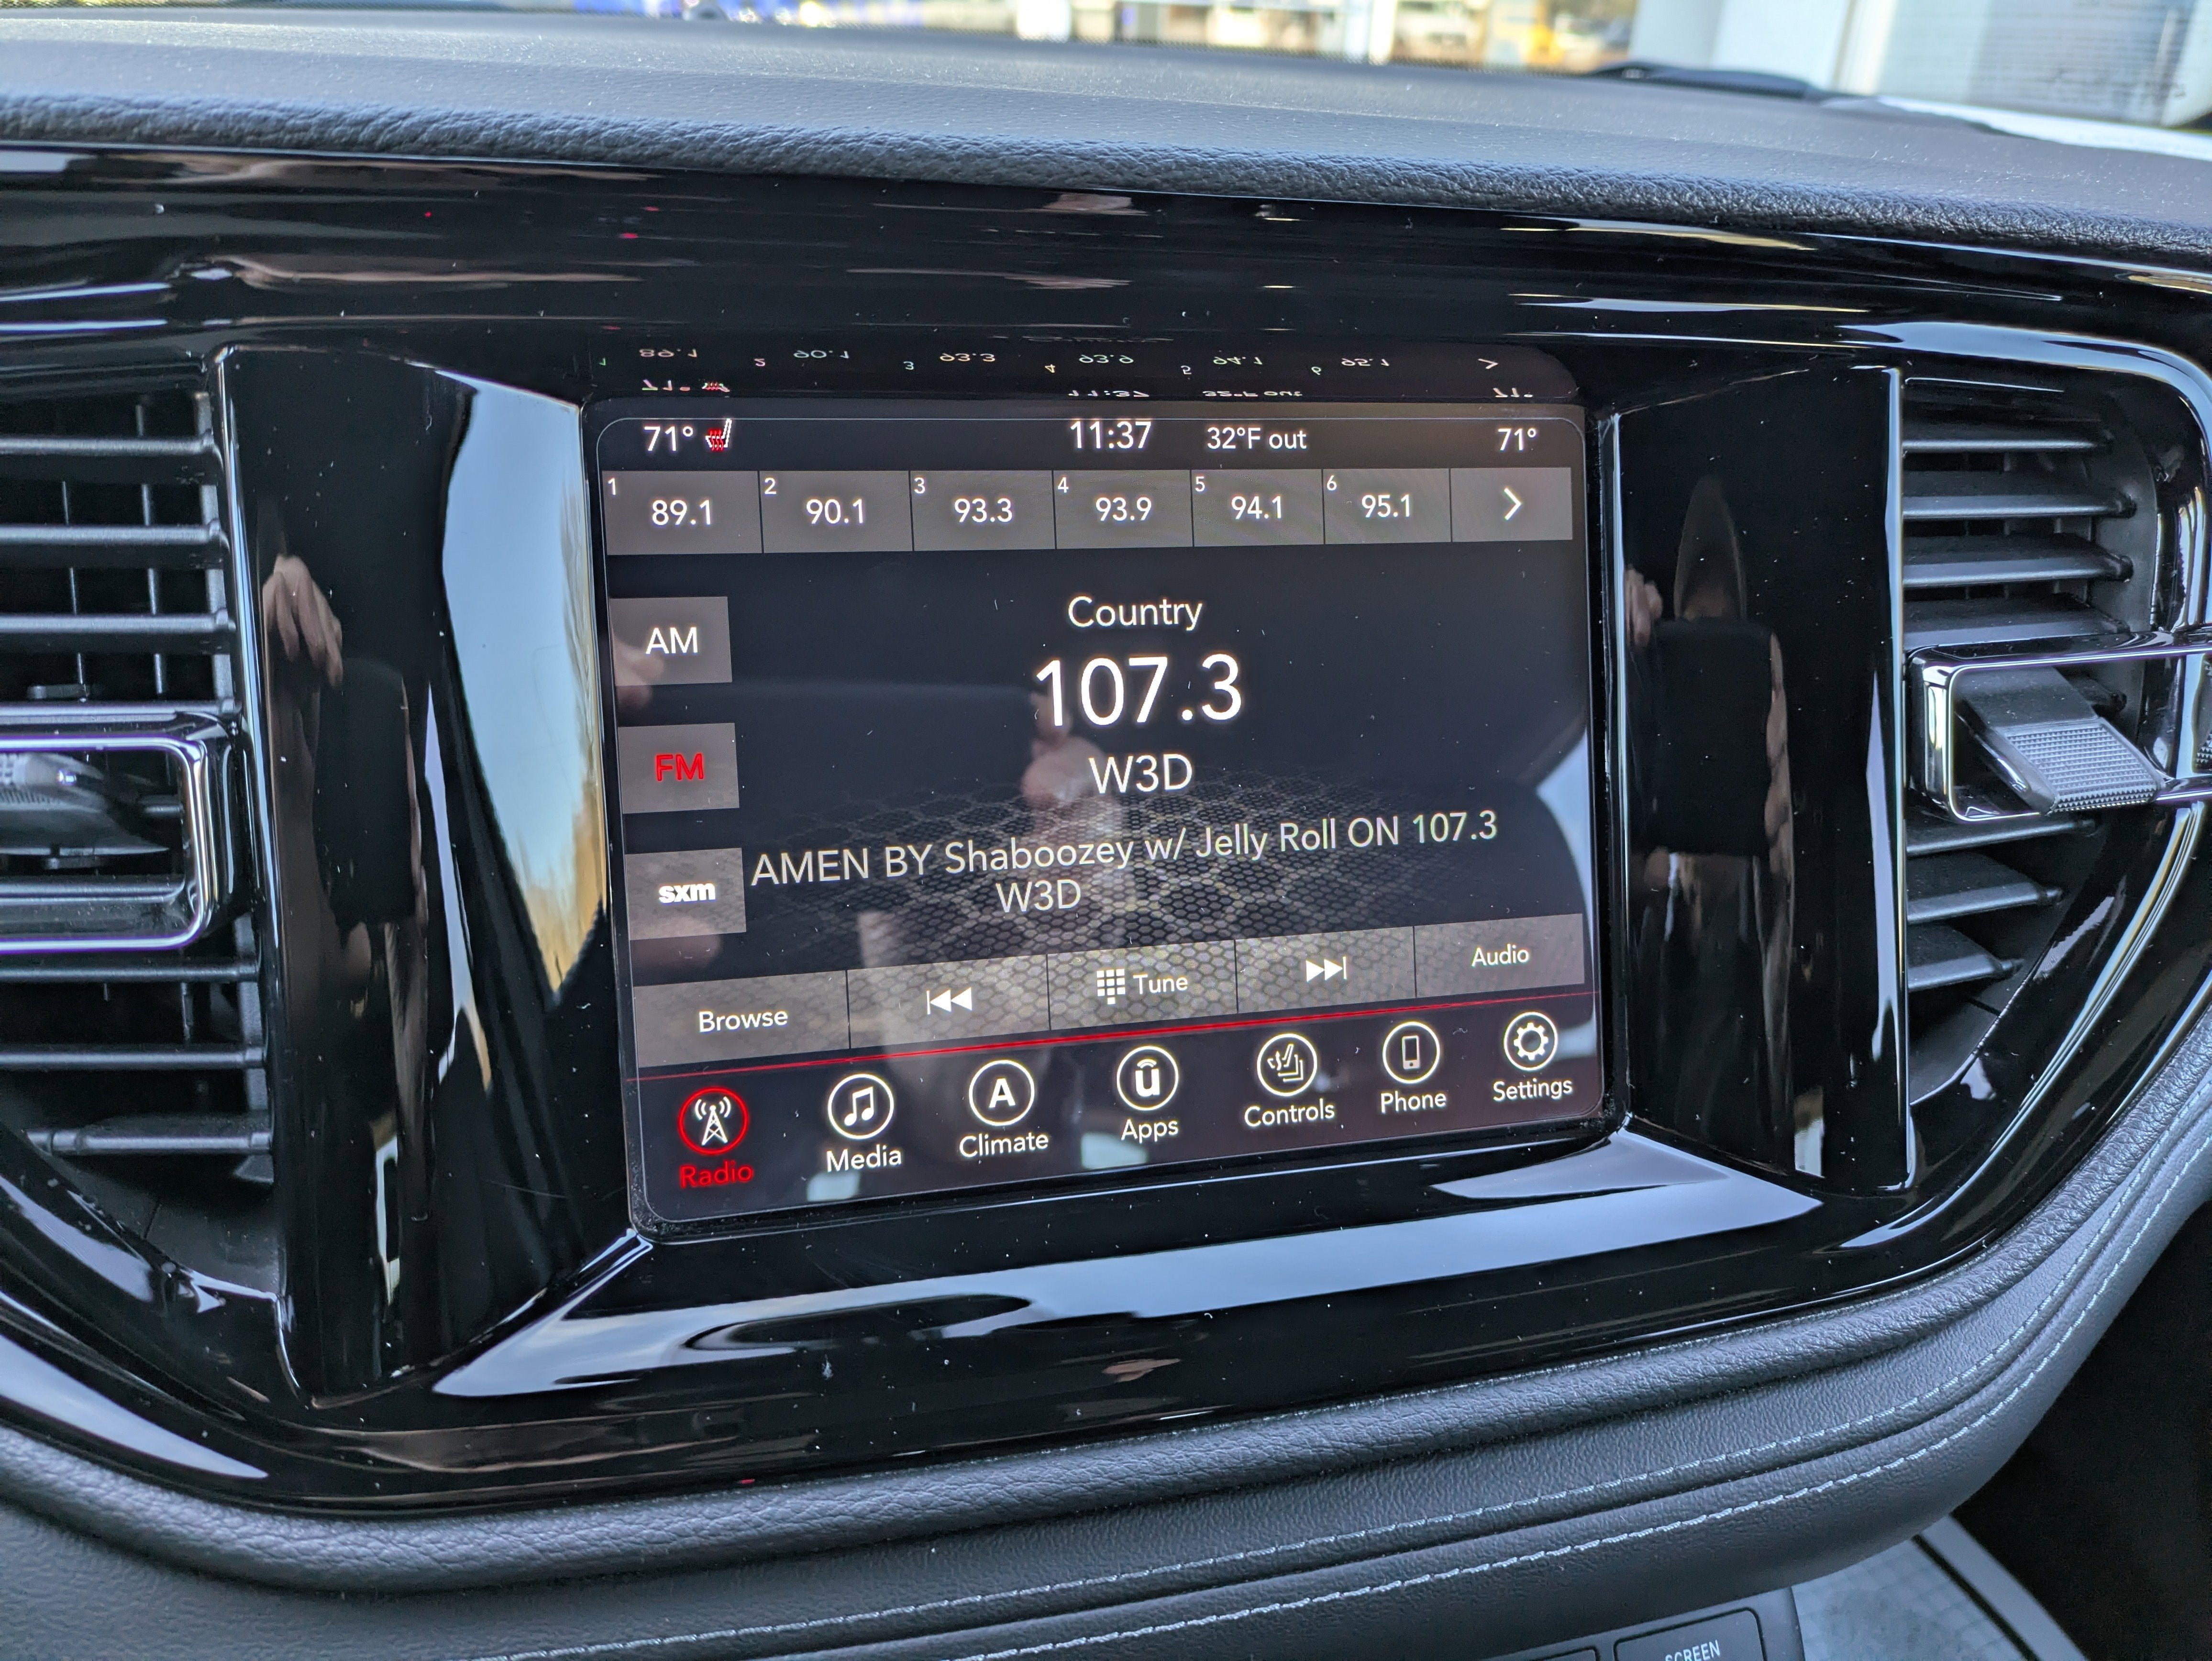 71° 11:37 32°F out 71°
1 89.1 2 90.1 3 93.3 4 93.9 5 94.1 6 95.1
Country
AM
107.3
FM
W3D
AMEN BY Shaboozey w/ Jelly Roll ON 107.3
W3D
sxm
Browse Tune Audio
Radio Media A Climate ū Apps Controls Phone Settings
SCREEN